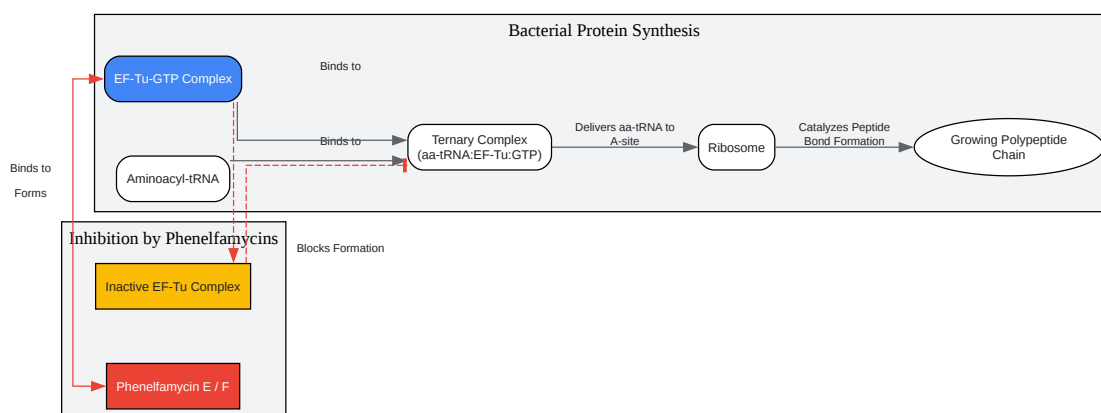 Bacterial Protein Synthesis
EF-Tu-GTP Complex
Binds to
Binds to
Ternary Complex
(aa-tRNA:EF-Tu:GTP)
Delivers aa-tRNA to
A-site
Ribosome
Catalyzes Peptide
Bond Formation
Growing Polypeptide
Chain
Aminoacyl-tRNA
Binds to
Forms
Inhibition by Phenelfamycins
Blocks Formation
Inactive EF-Tu Complex
Phenelfamycin E / F